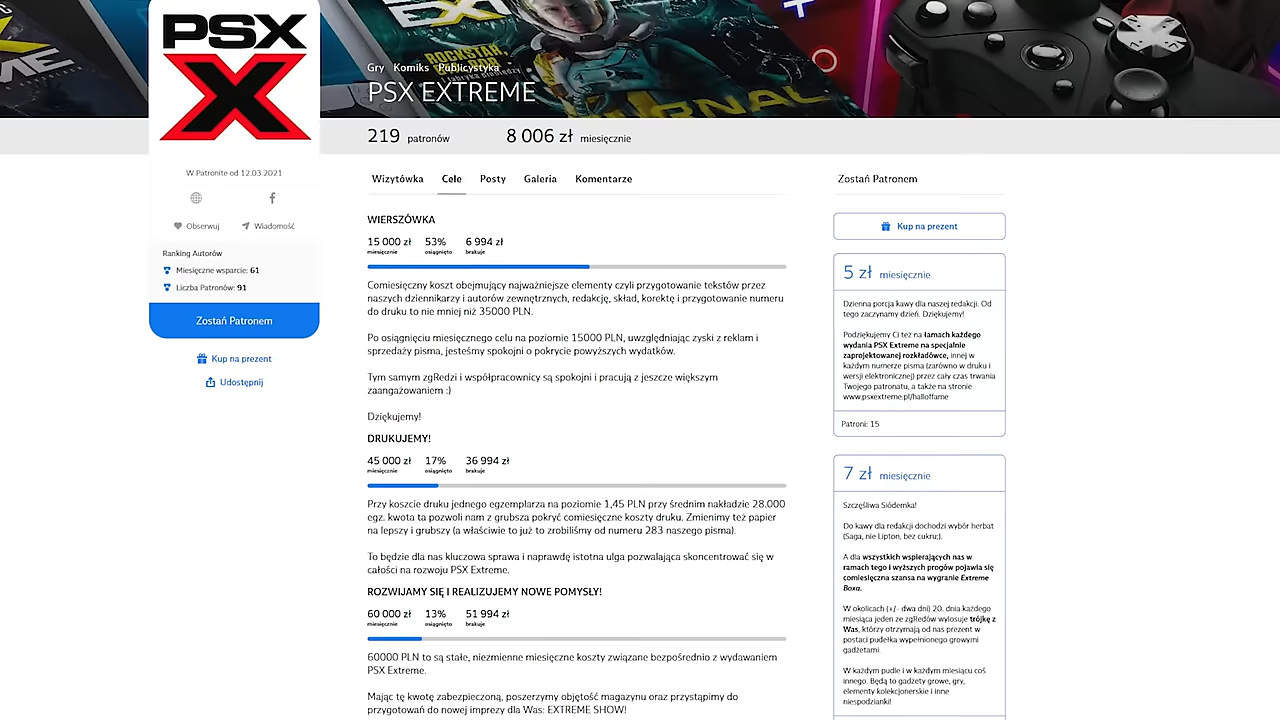 PSX
X
EXTREME
ROCKSTAR,
Gry Komiks Publicystyka
PSX EXTREME
219 patronów 8 006 zł miesięcznie
W Patronite od 12.03.2021
Obserwuj Wiadomość
Ranking Autorów
Miesięczne wsparcie: 61
Liczba Patronów: 91
Zostań Patronem
Kup na prezent
Udostępnij
Wizytówka Cele Posty Galeria Komentarze
WIERSZÓWKA
15 000 zł 53% 6 994 zł
miesięcznie osiągnięto brakuje
Comiesięczny koszt obejmujący najważniejsze elementy czyli przygotowanie tekstów przez
naszych dziennikarzy i autorów zewnętrznych, redakcję, skład, korektę i przygotowanie numeru
do druku to nie mniej niż 35000 PLN.
Po osiągnięciu miesięcznego celu na poziomie 15000 PLN, uwzględniając zyski z reklam i
sprzedaży pisma, jesteśmy spokojni o pokrycie powyższych wydatków.
Tym samym zgRedzi i współpracownicy są spokojni i pracują z jeszcze większym
zaangażowaniem :)
Dziękujemy!
DRUKUJEMY!
45 000 zł 17% 36 994 zł
miesięcznie osiągnięto brakuje
Przy koszcie druku jednego egzemplarza na poziomie 1,45 PLN przy średnim nakładzie 28.000
egz. kwota ta pozwoli nam z grubsza pokryć comiesięczne koszty druku. Zmienimy też papier
na lepszy i grubszy (a właściwie to już to zrobiliśmy od numeru 283 naszego pisma).
To będzie dla nas kluczowa sprawa i naprawdę istotna ulga pozwalająca skoncentrować się w
całości na rozwoju PSX Extreme.
ROZWIJAMY SIĘ I REALIZUJEMY NOWE POMYSŁY!
60 000 zł 13% 51 994 zł
miesięcznie osiągnięto brakuje
60000 PLN to są stałe, niezmienne miesięczne koszty związane bezpośrednio z wydawaniem
PSX Extreme.
Mając tę kwotę zabezpieczoną, poszerzymy objętość magazynu oraz przystąpimy do
przygotowań do nowej imprezy dla Was: EXTREME SHOW!
Zostań Patronem
Kup na prezent
5 zł miesięcznie
Dzienna porcja kawy dla naszej redakcji. Od
tego zaczynamy dzień. Dziękujemy!
Podziękujemy Ci też na łamach każdego
wydania PSX Extreme na specjalnie
zaprojektowanej rozkładówce, innej w
każdym numerze pisma (zarówno w druku i
wersji elektronicznej) przez cały czas trwania
Twojego patronatu, a także na stronie
www.psxextreme.pl/halloffame
Patroni: 15
7 zł miesięcznie
Szczęśliwa Siódemka!
Do kawy dla redakcji dochodzi wybór herbat
(Saga, nie Lipton, bez cukru;).
A dla wszystkich wspierających nas w
ramach tego i wyższych progów pojawia się
comiesięczna szansa na wygranie Extreme
Boxa.
W okolicach (+/- dwa dni) 20. dnia każdego
miesiąca jeden ze zgRedów wylosuje trójkę z
Was, którzy otrzymają od nas prezent w
postaci pudełka wypełnionego growymi
gadżetami.
W każdym pudle i w każdym miesiącu coś
innego. Będą to gadżety growe, gry,
elementy kolekcjonerskie i inne
niespodzianki!